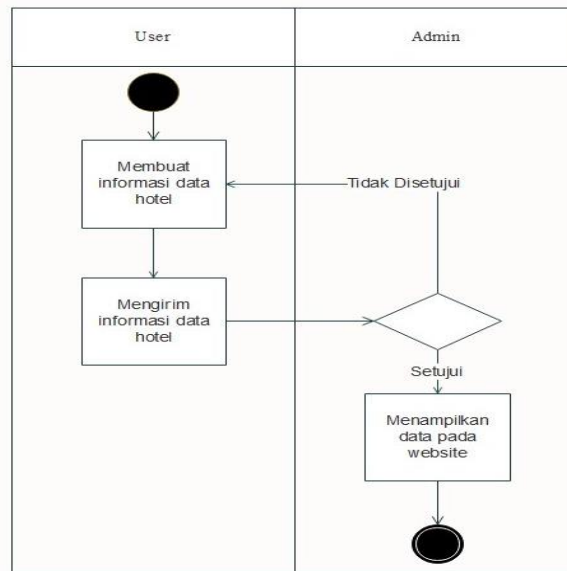 User
Admin
Membuat
informasi data
hotel
Tidak Disetujui
Mengirim
informasi data
hotel
Setujui
Menampilkan
data pada
website